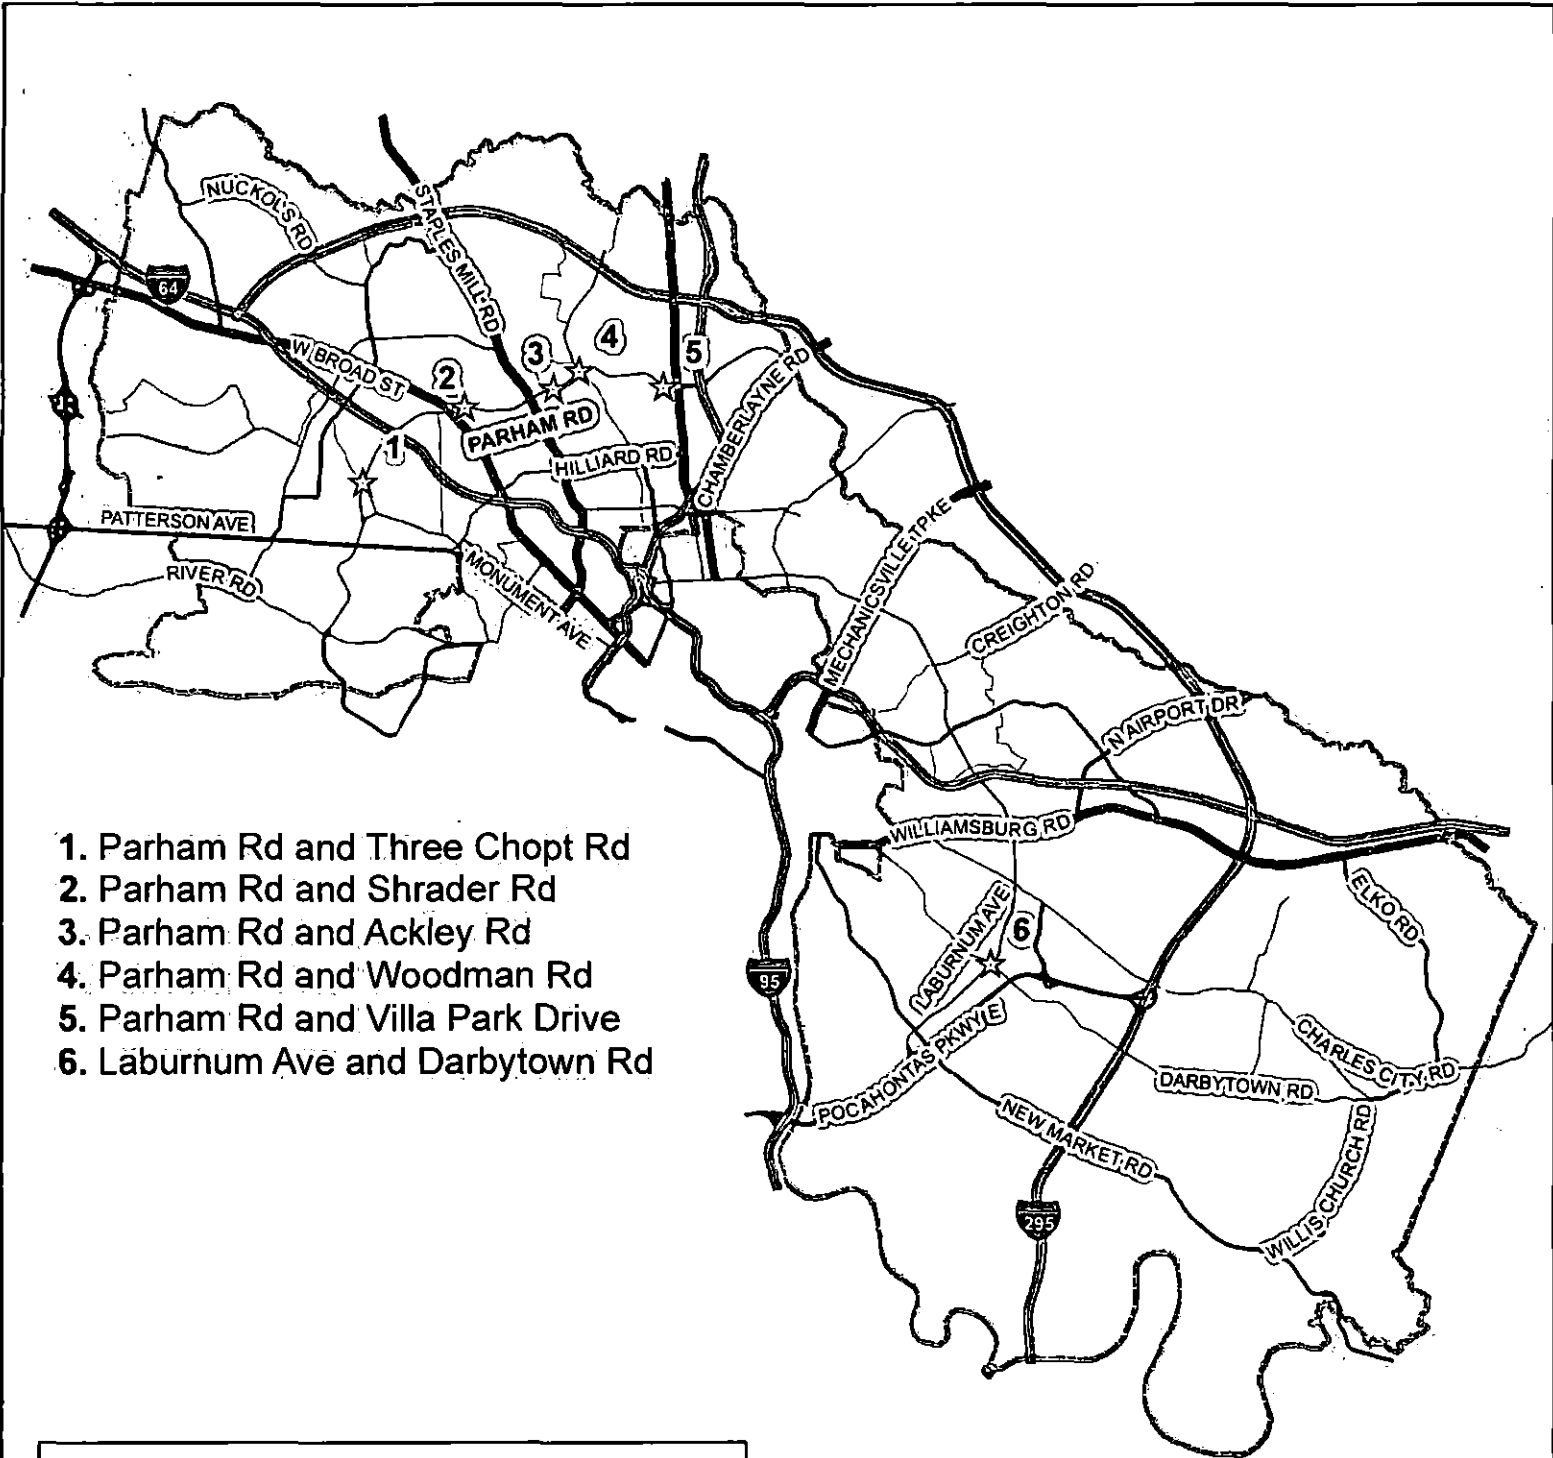 NUCKOLS RD
STAPLES MILL RD
64
W BROAD ST
1
2
3
4
5
PARHAM RD
HILLIARD RD
CHAMBERLAYNE RD
PATTERSON AVE
RIVER RD
MONUMENT AVE
MECHANICSVILLE TPKE
CREIGHTON RD
N AIRPORT DR
WILLIAMSBURG RD
LABURNUM AVE
6
ELKO RD
95
POCAHONTAS PKWY E
CHARLES CITY RD
DARBYTOWN RD
NEW MARKET RD
WILLIS CHURCH RD
295
1. Parham Rd and Three Chopt Rd
2. Parham Rd and Shrader Rd
3. Parham Rd and Ackley Rd
4. Parham Rd and Woodman Rd
5. Parham Rd and Villa Park Drive
6. Laburnum Ave and Darbytown Rd